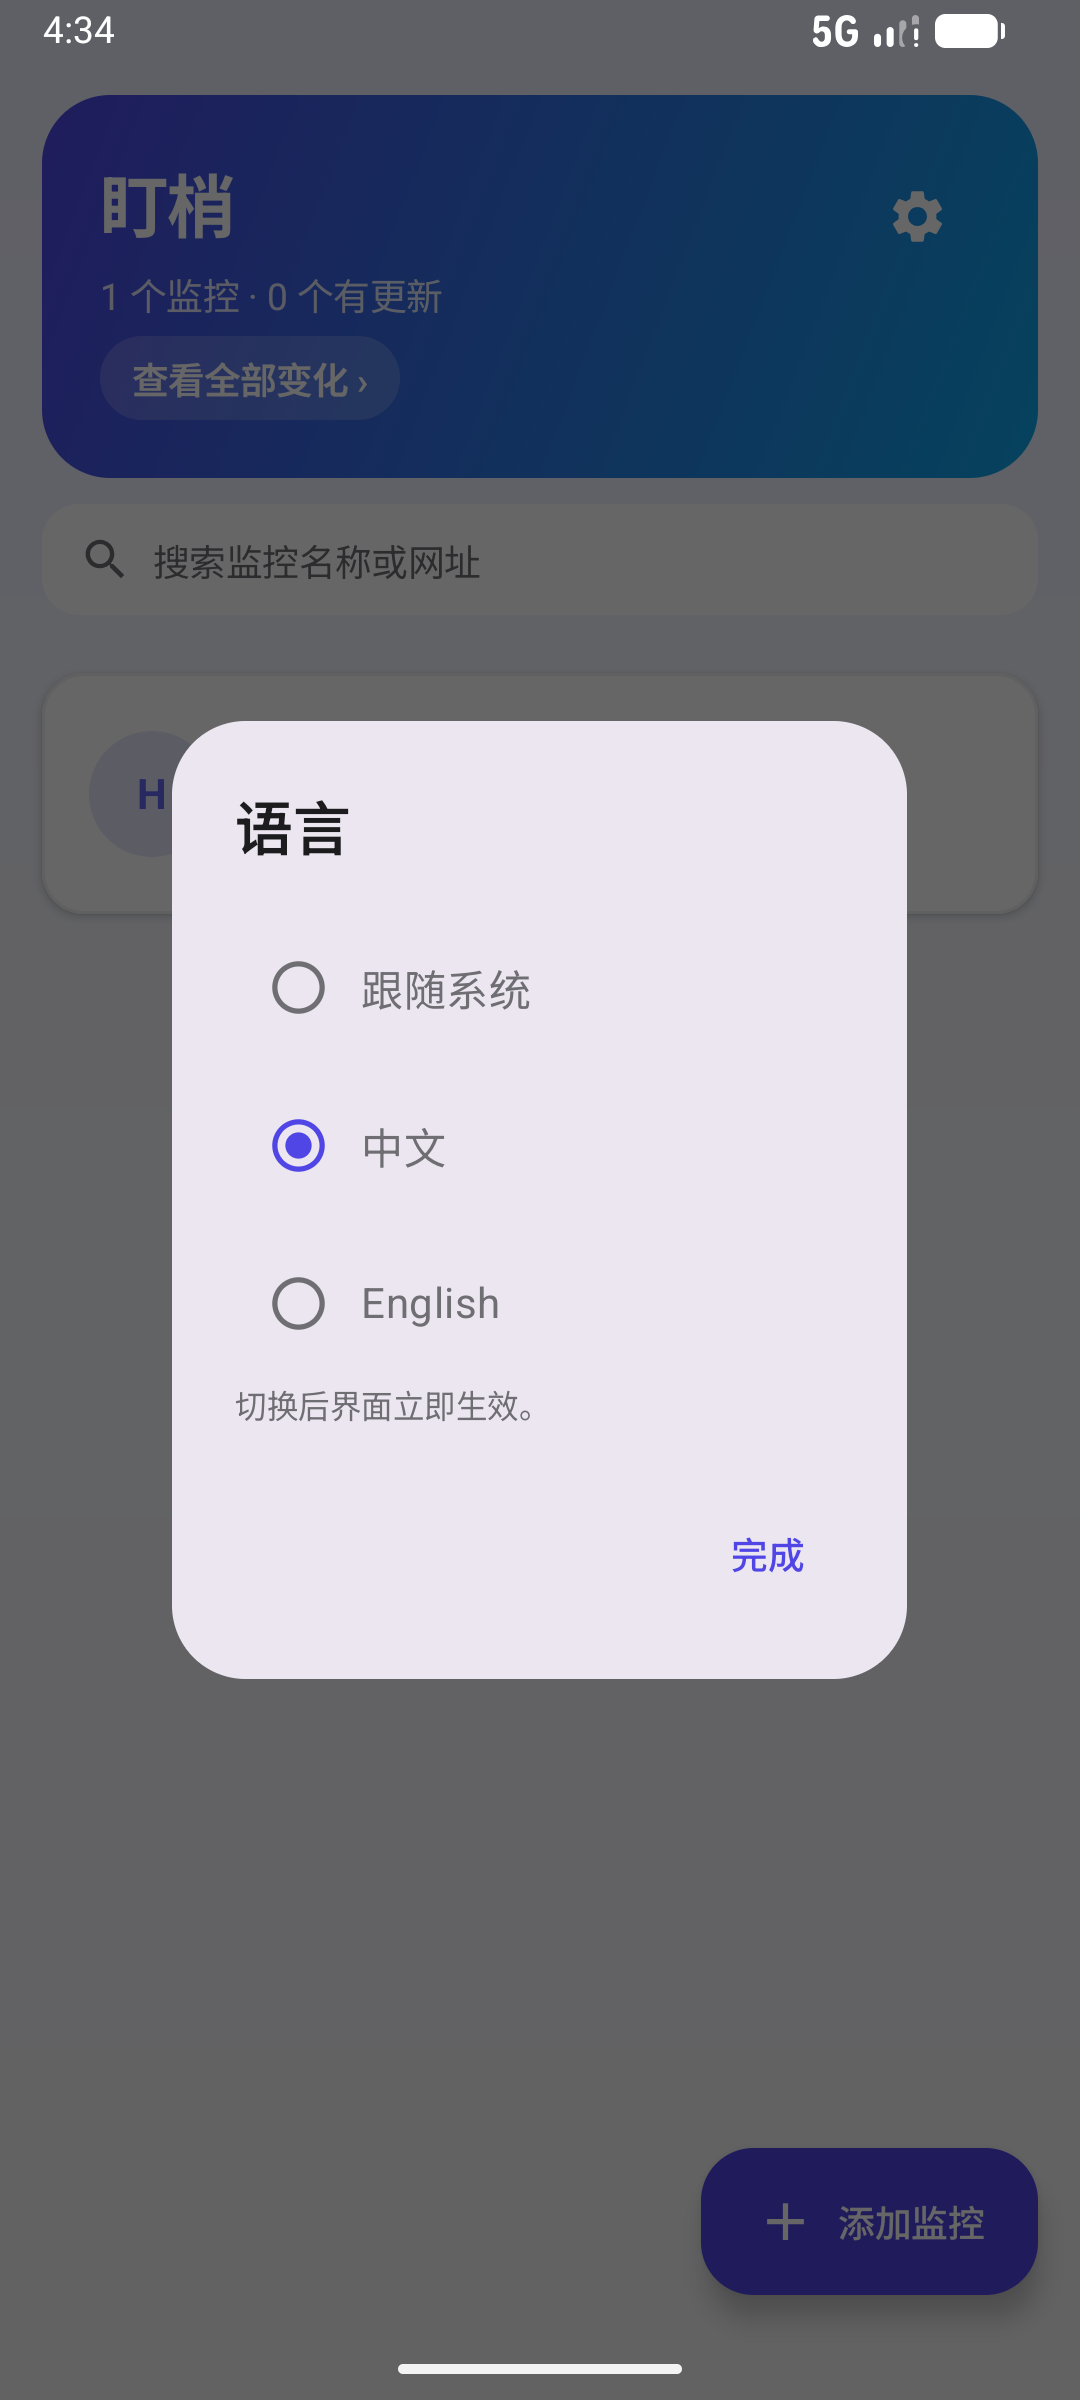 4:34
5G
盯梢
1 个监控 · 0 个有更新
查看全部变化 ›
搜索监控名称或网址
H
语言
跟随系统
中文
English
切换后界面立即生效。
完成
添加监控